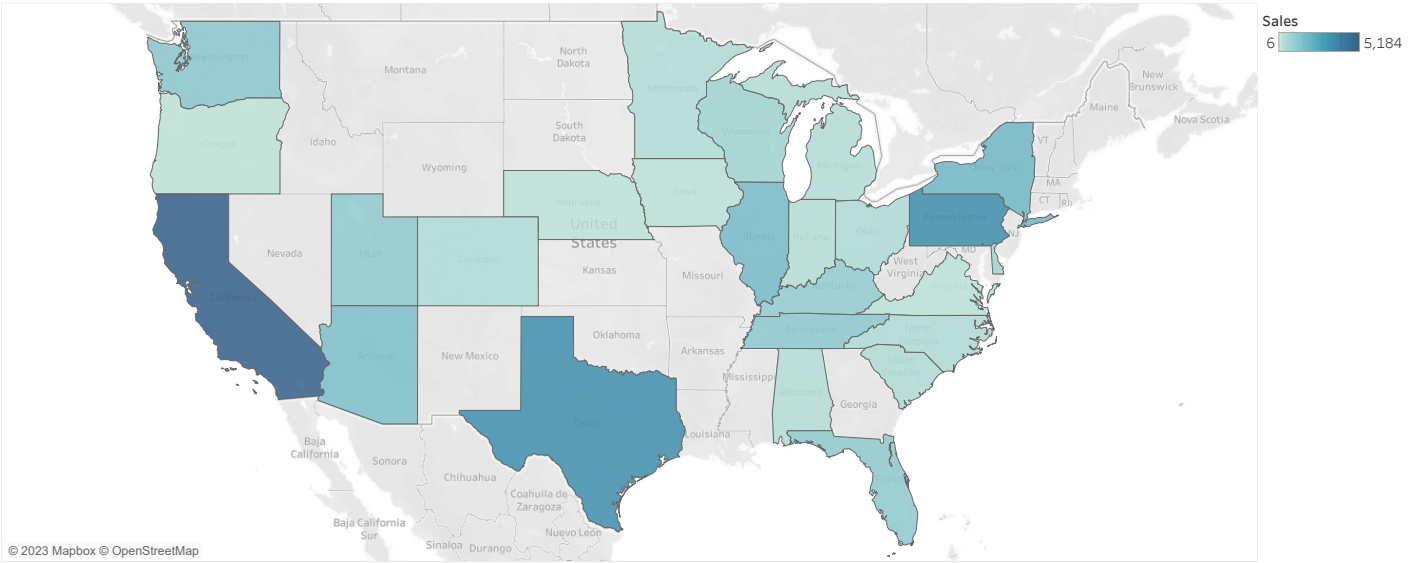 Sales
6
5,184
Washington
Montana
North
Dakota
Minnesota
New
Brunswick
Maine
Nova Scotia
Oregon
Idaho
South
Dakota
Wisconsin
VT
Wyoming
Michigan
New York
MA
CT
Rh
Nebraska
Iowa
United
States
Pennsylvania
NJ
Nevada
Utah
Colorado
Kansas
Missouri
Illinois
Indiana
Ohio
West
Virginia
MD
Virginia
Kentucky
California
Arizona
New Mexico
Oklahoma
Arkansas
Tennessee
North
Carolina
South
Carolina
Mississippi
Alabama
Georgia
Texas
Louisiana
Florida
Baja
California
Sonora
Chihuahua
Coahuila de
Zaragoza
Baja California
Sur
Sinaloa
Durango
Nuevo León
© 2023 Mapbox © OpenStreetMap